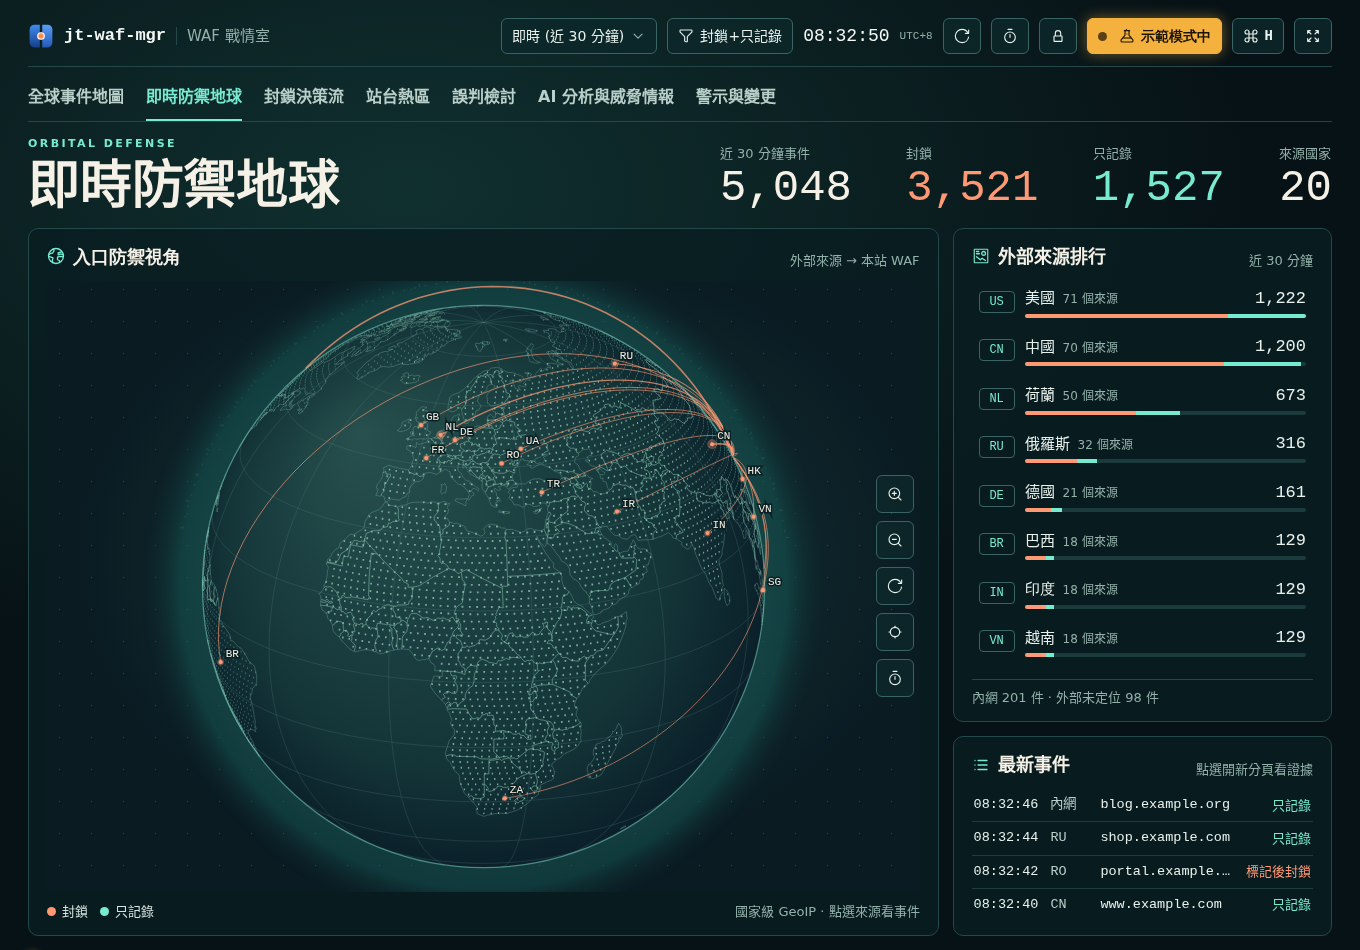 jt-waf-mgr
WAF 戰情室
即時 (近 30 分鐘)
封鎖+只記錄
08:32:50 UTC+8
示範模式中
⌘ H
全球事件地圖
即時防禦地球
封鎖決策流
站台熱區
誤判檢討
AI 分析與威脅情報
警示與變更
ORBITAL DEFENSE
即時防禦地球
近 30 分鐘事件
5,048
封鎖
3,521
只記錄
1,527
來源國家
20
入口防禦視角
外部來源 → 本站 WAF
RU
GB
NL
DE
FR
UA
RO
CN
HK
TR
IR
VN
IN
SG
BR
ZA
封鎖
只記錄
國家級 GeoIP · 點選來源看事件
外部來源排行
近 30 分鐘
US 美國 71 個來源 1,222
CN 中國 70 個來源 1,200
NL 荷蘭 50 個來源 673
RU 俄羅斯 32 個來源 316
DE 德國 21 個來源 161
BR 巴西 18 個來源 129
IN 印度 18 個來源 129
VN 越南 18 個來源 129
內網 201 件 · 外部未定位 98 件
最新事件
點選開新分頁看證據
08:32:46 內網 blog.example.org 只記錄
08:32:44 RU shop.example.com 只記錄
08:32:42 RO portal.example.… 標記後封鎖
08:32:40 CN www.example.com 只記錄